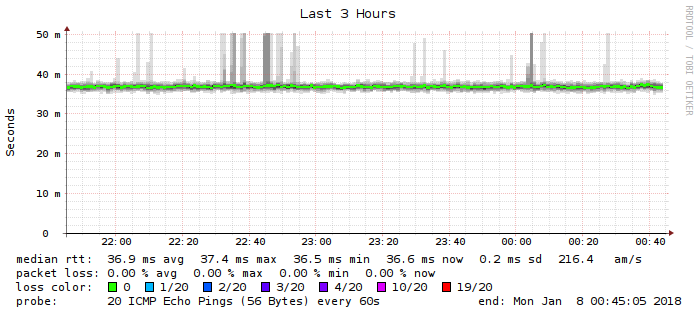 Last 3 Hours
RRDTOOL / TOBI OETIKER
Seconds
50 m
40 m
30 m
20 m
10 m
0
22:00 22:20 22:40 23:00 23:20 23:40 00:00 00:20 00:40
median rtt: 36.9 ms avg 37.4 ms max 36.5 ms min 36.6 ms now 0.2 ms sd 216.4 am/s
packet loss: 0.00 % avg 0.00 % max 0.00 % min 0.00 % now
loss color: 0 1/20 2/20 3/20 4/20 10/20 19/20
probe: 20 ICMP Echo Pings (56 Bytes) every 60s end: Mon Jan 8 00:45:05 2018